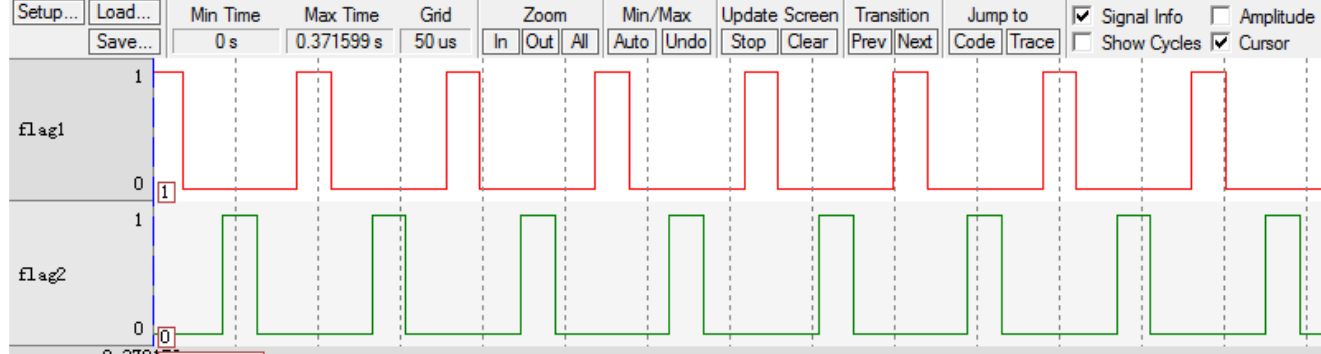 Setup... Load... Min Time Max Time Grid Zoom Min/Max Update Screen Transition Jump to Signal Info Amplitude
Save... 0 s 0.371599 s 50 us In Out All Auto Undo Stop Clear Prev Next Code Trace Show Cycles Cursor
1
flag1
0 1
1
flag2
0 0